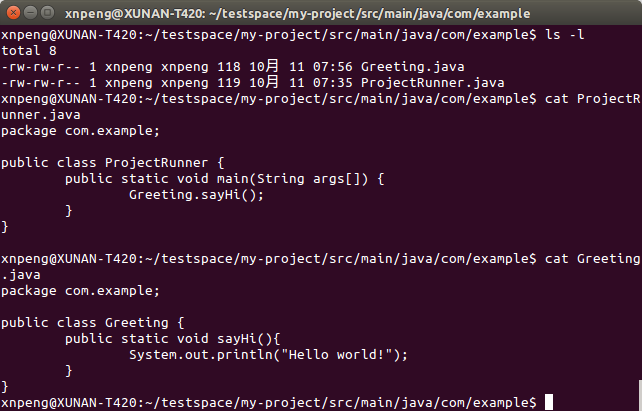 xnpeng@XUNAN-T420: ~/testspace/my-project/src/main/java/com/example
xnpeng@XUNAN-T420:~/testspace/my-project/src/main/java/com/example$ ls -l
total 8
-rw-rw-r-- 1 xnpeng xnpeng 118 10月 11 07:56 Greeting.java
-rw-rw-r-- 1 xnpeng xnpeng 119 10月 11 07:35 ProjectRunner.java
xnpeng@XUNAN-T420:~/testspace/my-project/src/main/java/com/example$ cat ProjectR
unner.java
package com.example;

public class ProjectRunner {
        public static void main(String args[]) {
                Greeting.sayHi();
        }
}

xnpeng@XUNAN-T420:~/testspace/my-project/src/main/java/com/example$ cat Greeting
.java
package com.example;

public class Greeting {
        public static void sayHi(){
                System.out.println("Hello world!");
        }
}
xnpeng@XUNAN-T420:~/testspace/my-project/src/main/java/com/example$